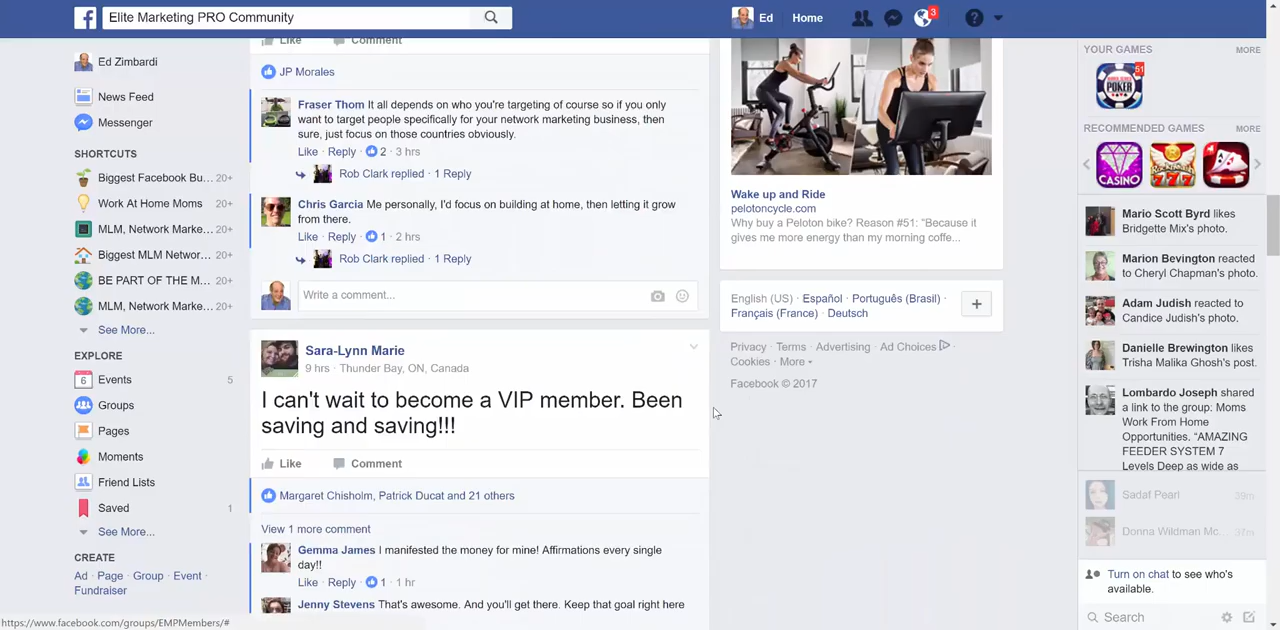 Elite Marketing PRO Community
Ed
Home
3
Ed Zimbardi
News Feed
Messenger
SHORTCUTS
Biggest Facebook Bu... 20+
Work At Home Moms 20+
MLM, Network Marke... 20+
Biggest MLM Networ... 20+
BE PART OF THE M... 20+
MLM, Network Marke... 20+
See More...
EXPLORE
6 Events 5
Groups
Pages
Moments
Friend Lists
Saved 1
See More...
CREATE
Ad · Page · Group · Event ·
Fundraiser
https://www.facebook.com/groups/EMPMembers/#
Like Comment
JP Morales
Fraser Thom It all depends on who you're targeting of course so if you only
want to target people specifically for your network marketing business, then
sure, just focus on those countries obviously.
Like · Reply · 2 · 3 hrs
Rob Clark replied · 1 Reply
Chris Garcia Me personally, I'd focus on building at home, then letting it grow
from there.
Like · Reply · 1 · 2 hrs
Rob Clark replied · 1 Reply
Write a comment...
Sara-Lynn Marie
9 hrs · Thunder Bay, ON, Canada
I can't wait to become a VIP member. Been
saving and saving!!!
Like Comment
Margaret Chisholm, Patrick Ducat and 21 others
View 1 more comment
Gemma James I manifested the money for mine! Affirmations every single
day!!
Like · Reply · 1 · 1 hr
Jenny Stevens That's awesome. And you'll get there. Keep that goal right here
Wake up and Ride
pelotoncycle.com
Why buy a Peloton bike? Reason #51: "Because it
gives me more energy than my morning coffe...
English (US) · Español · Português (Brasil) ·
Français (France) · Deutsch
Privacy · Terms · Advertising · Ad Choices ·
Cookies · More
Facebook © 2017
YOUR GAMES MORE
POKER
51
RECOMMENDED GAMES MORE
CASINO
777
Mario Scott Byrd likes
Bridgette Mix's photo.
Marion Bevington reacted
to Cheryl Chapman's photo.
Adam Judish reacted to
Candice Judish's photo.
Danielle Brewington likes
Trisha Malika Ghosh's post.
Lombardo Joseph shared
a link to the group: Moms
Work From Home
Opportunities. "AMAZING
FEEDER SYSTEM 7
Levels Deep as wide as
Sadaf Pearl 39m
Donna Wildman Mc... 37m
Turn on chat to see who's
available.
Search